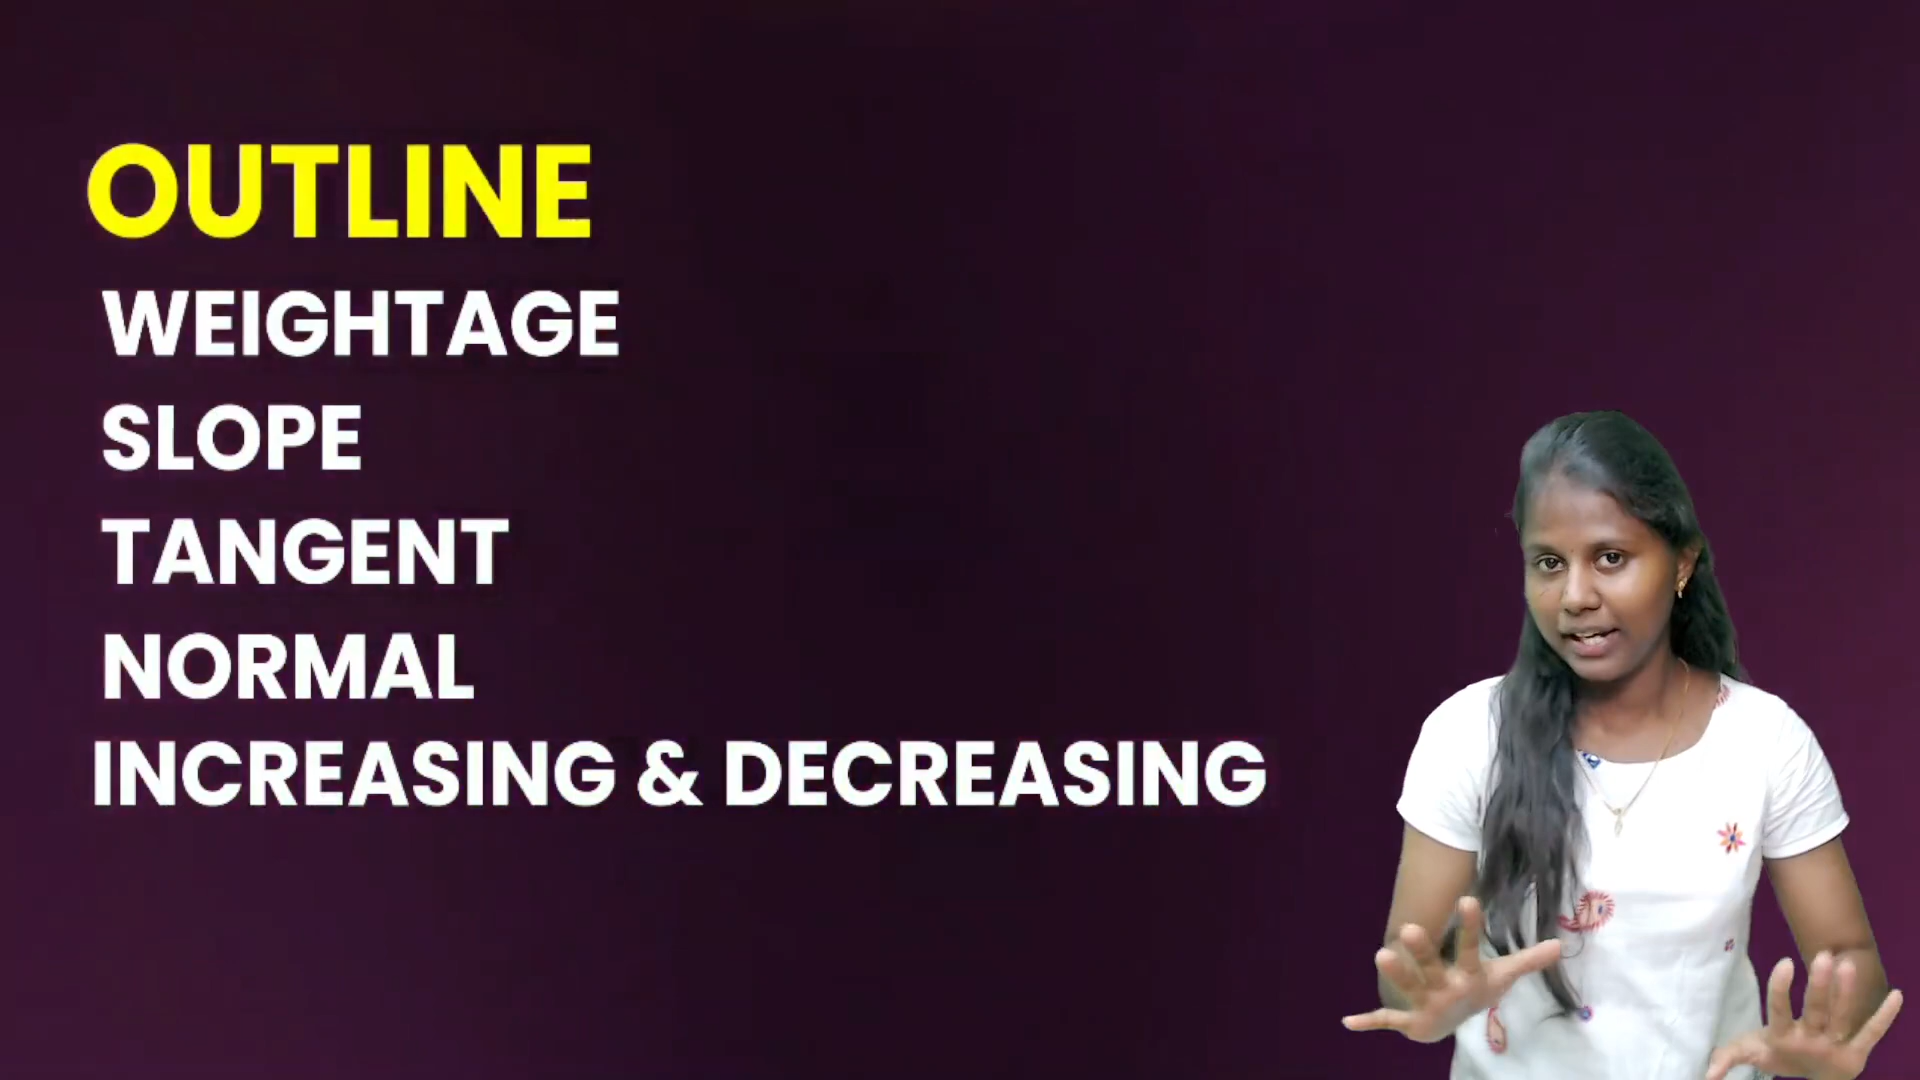 OUTLINE
WEIGHTAGE
SLOPE
TANGENT
NORMAL
INCREASING & DECREASING